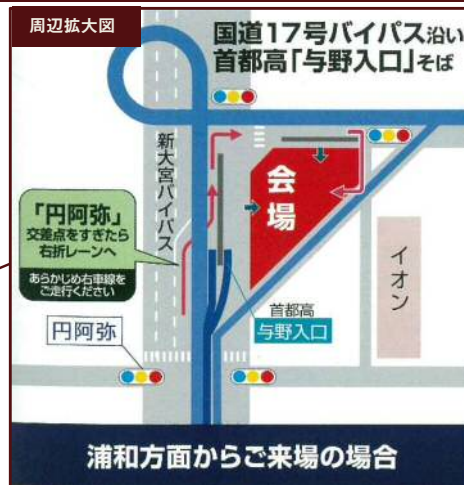 周辺拡大図
国道17号バイパス沿い
首都高「与野入口」そば
新大宮バイパス
会場
「円阿弥」
交差点をすぎたら
右折レーンへ
あらかじめ右車線を
ご走行ください
イオン
首都高
与野入口
円阿弥
浦和方面からご来場の場合